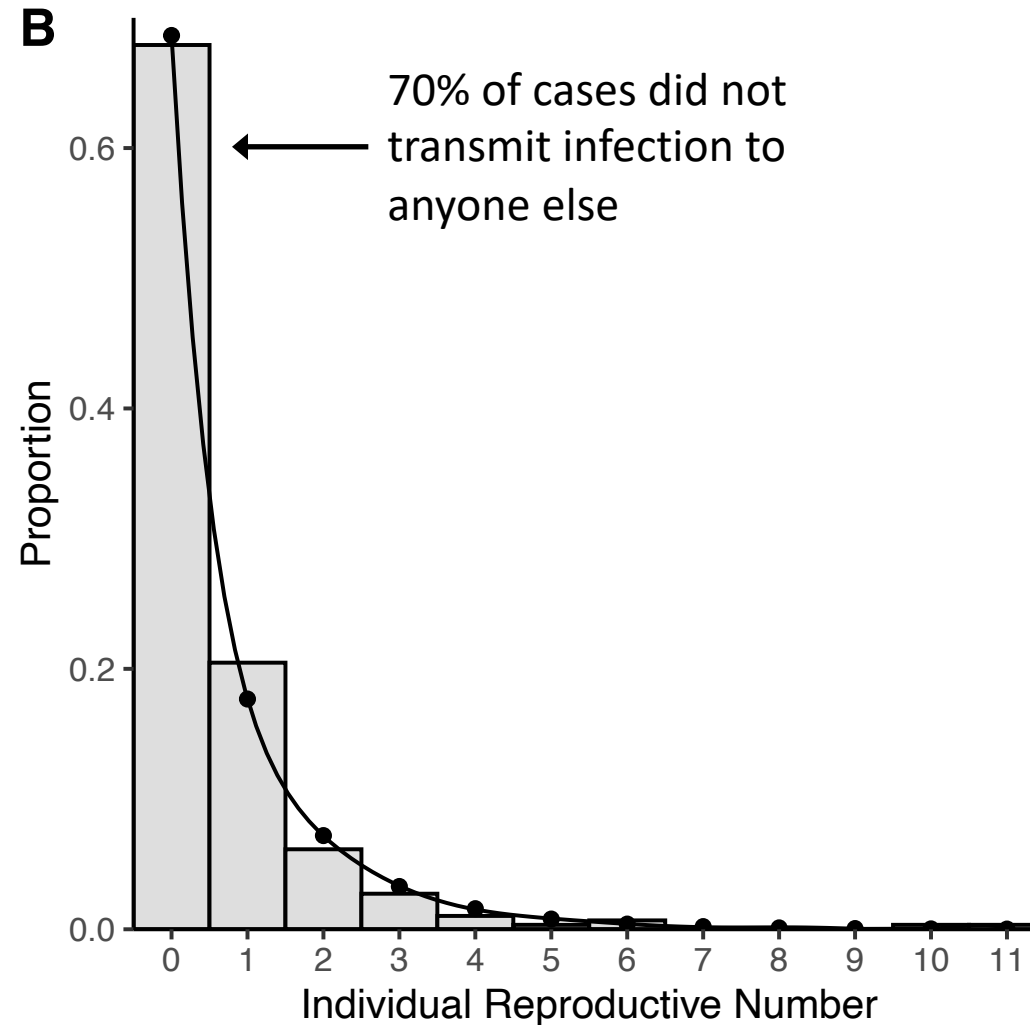 B
70% of cases did not
transmit infection to
anyone else
0.6
0.4
0.2
0.0
Proportion
0 1 2 3 4 5 6 7 8 9 10 11
Individual Reproductive Number